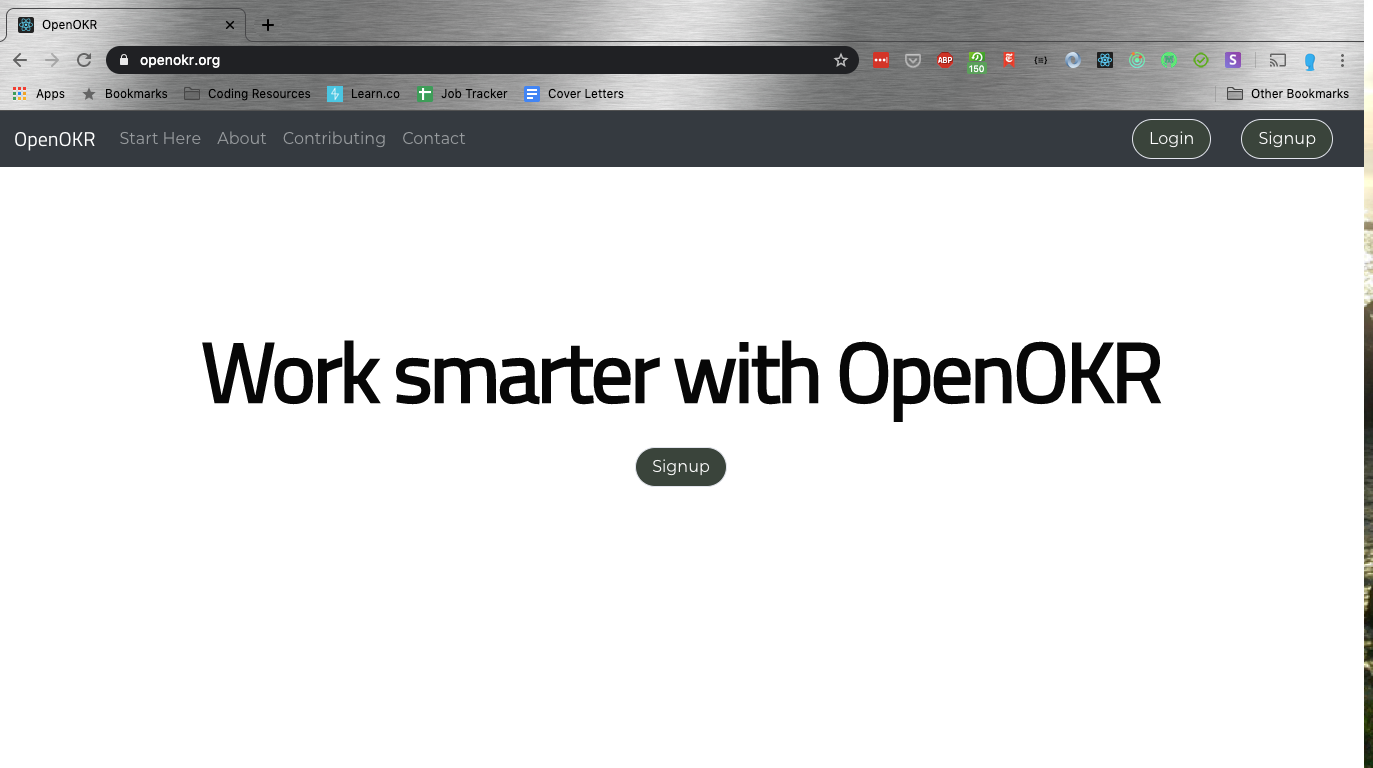 OpenOKR
openokr.org
ABP
150
S
Apps Bookmarks Coding Resources Learn.co Job Tracker Cover Letters Other Bookmarks
OpenOKR Start Here About Contributing Contact Login Signup
Work smarter with OpenOKR
Signup